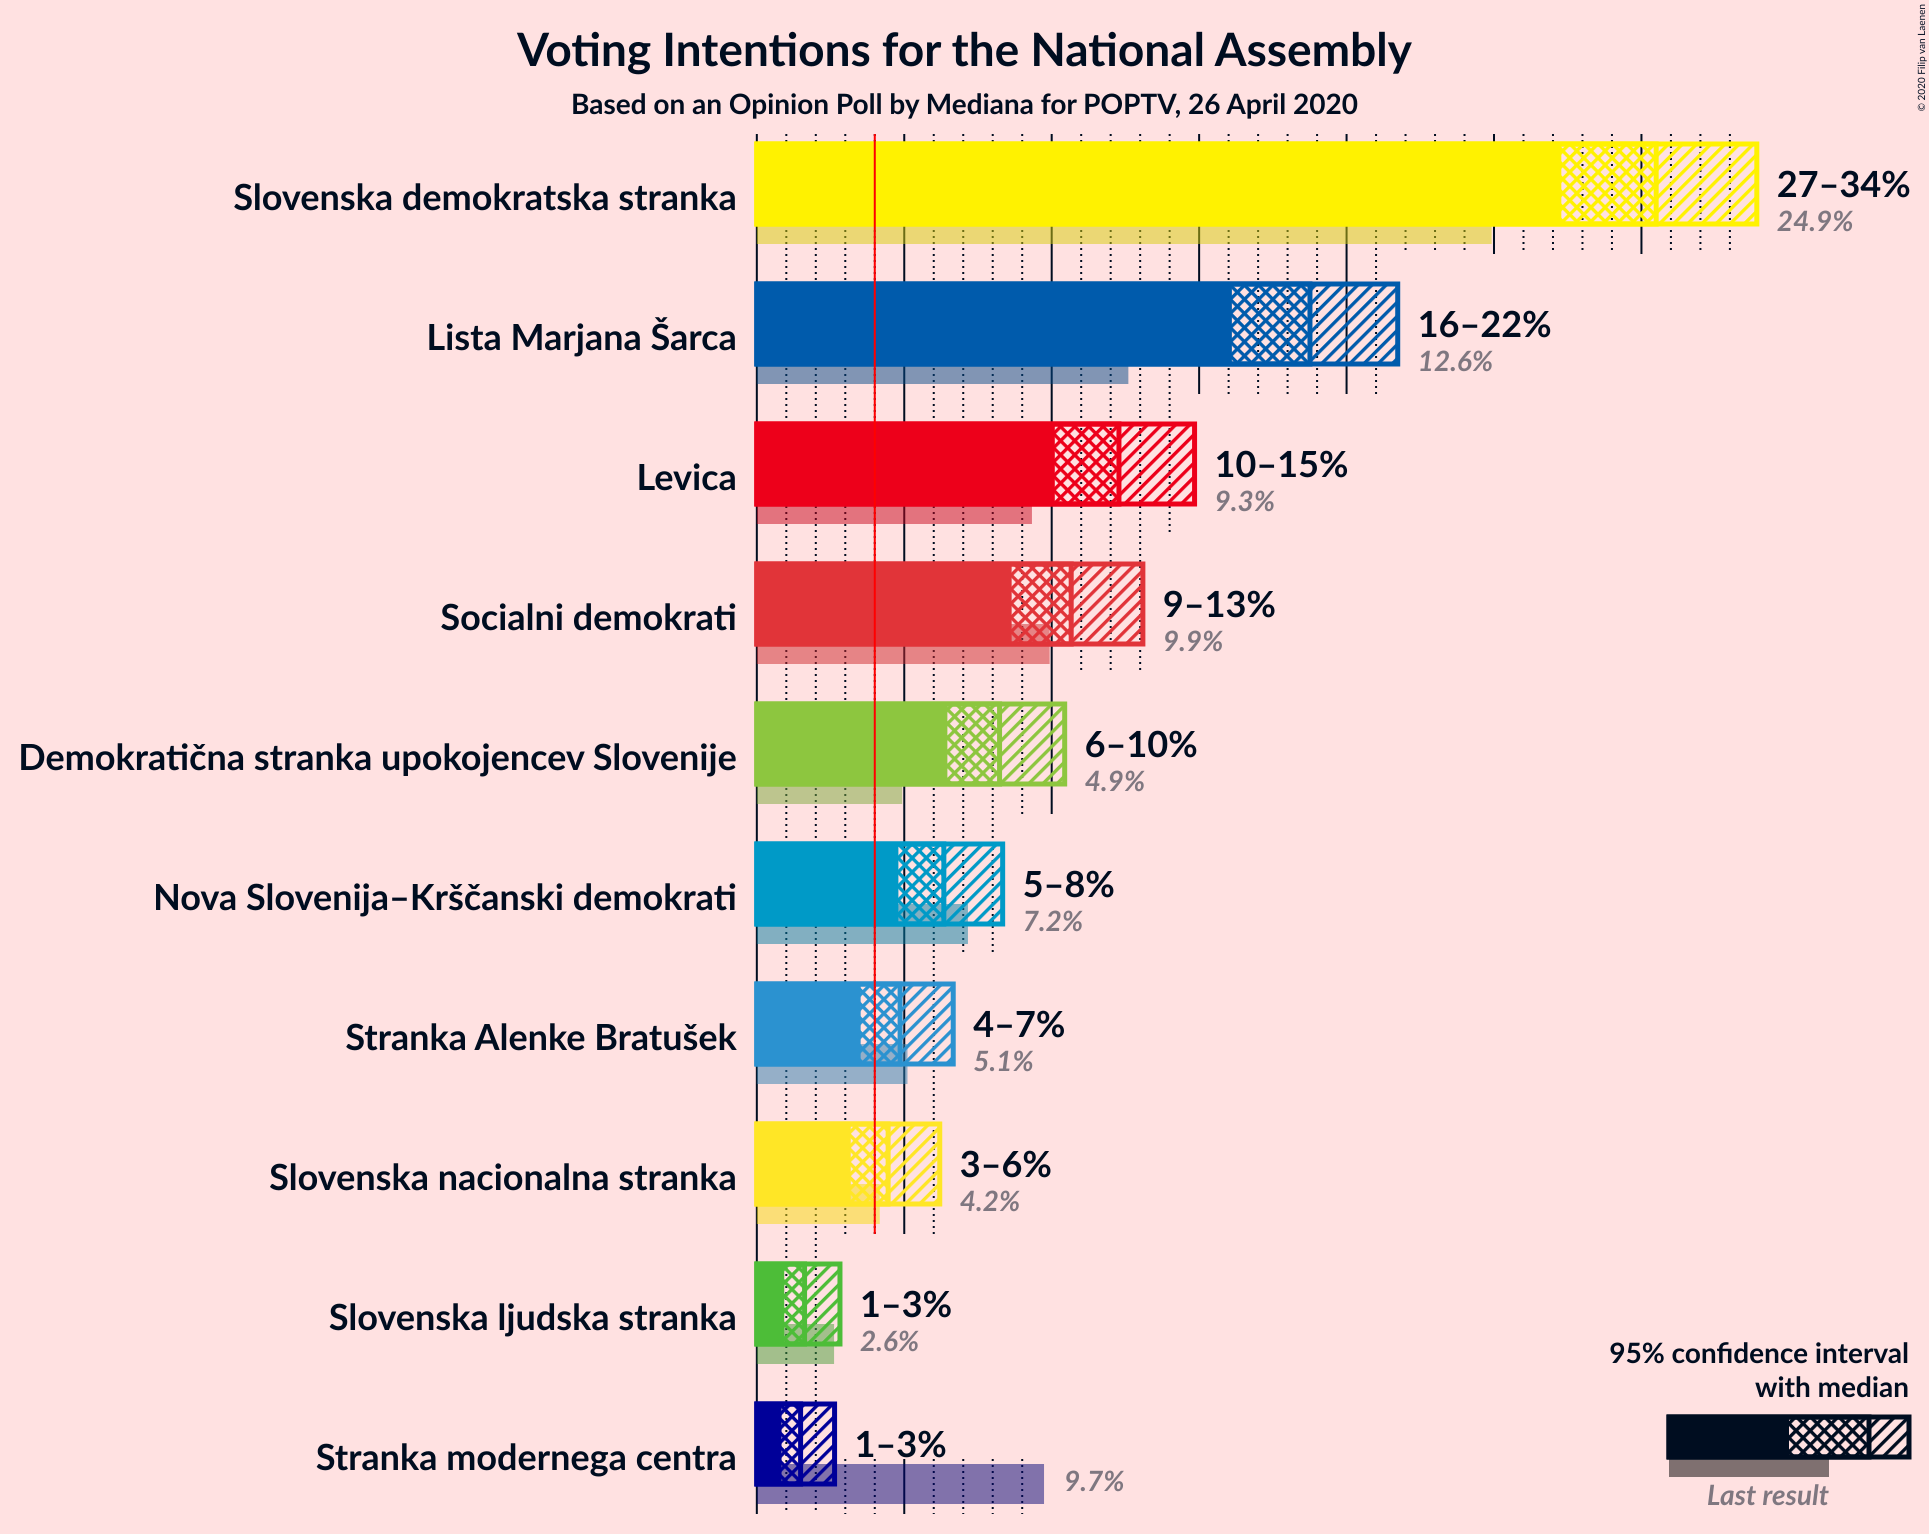 © 2020 Filip van Laenen
Voting Intentions for the National Assembly
Based on an Opinion Poll by Mediana for POPTV, 26 April 2020
Slovenska demokratska stranka
27–34%
24.9%
Lista Marjana Šarca
16–22%
12.6%
Levica
10–15%
9.3%
Socialni demokrati
9–13%
9.9%
Demokratična stranka upokojencev Slovenije
6–10%
4.9%
Nova Slovenija–Krščanski demokrati
5–8%
7.2%
Stranka Alenke Bratušek
4–7%
5.1%
Slovenska nacionalna stranka
3–6%
4.2%
Slovenska ljudska stranka
1–3%
2.6%
Stranka modernega centra
1–3%
9.7%
95% confidence interval
with median
Last result